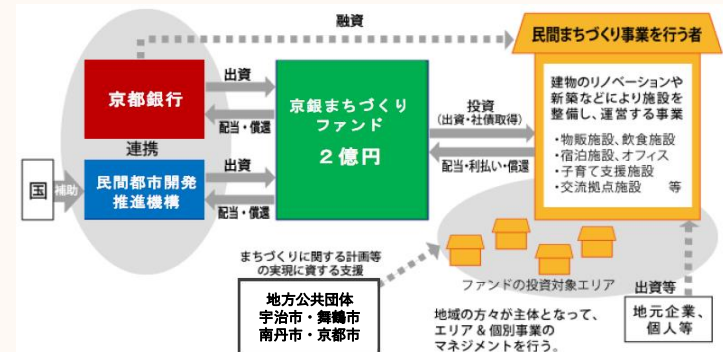 融資
民間まちづくり事業を行う者
京都銀行
出資
配当・償還
連携
国
補助
民間都市開発
推進機構
出資
配当・償還
京銀まちづくり
ファンド
２億円
投資
(出資・社債取得)
配当・利払い・償還
建物のリノベーションや
新築などにより施設を
整備し、運営する事業
・物販施設、飲食施設
・宿泊施設、オフィス
・子育て支援施設
・交流拠点施設　等
まちづくりに関する計画等
の実現に資する支援
地方公共団体
宇治市・舞鶴市
南丹市・京都市
ファンドの投資対象エリア
地域の方々が主体となって、
エリア＆個別事業の
マネジメントを行う。
出資等
地元企業、
個人等